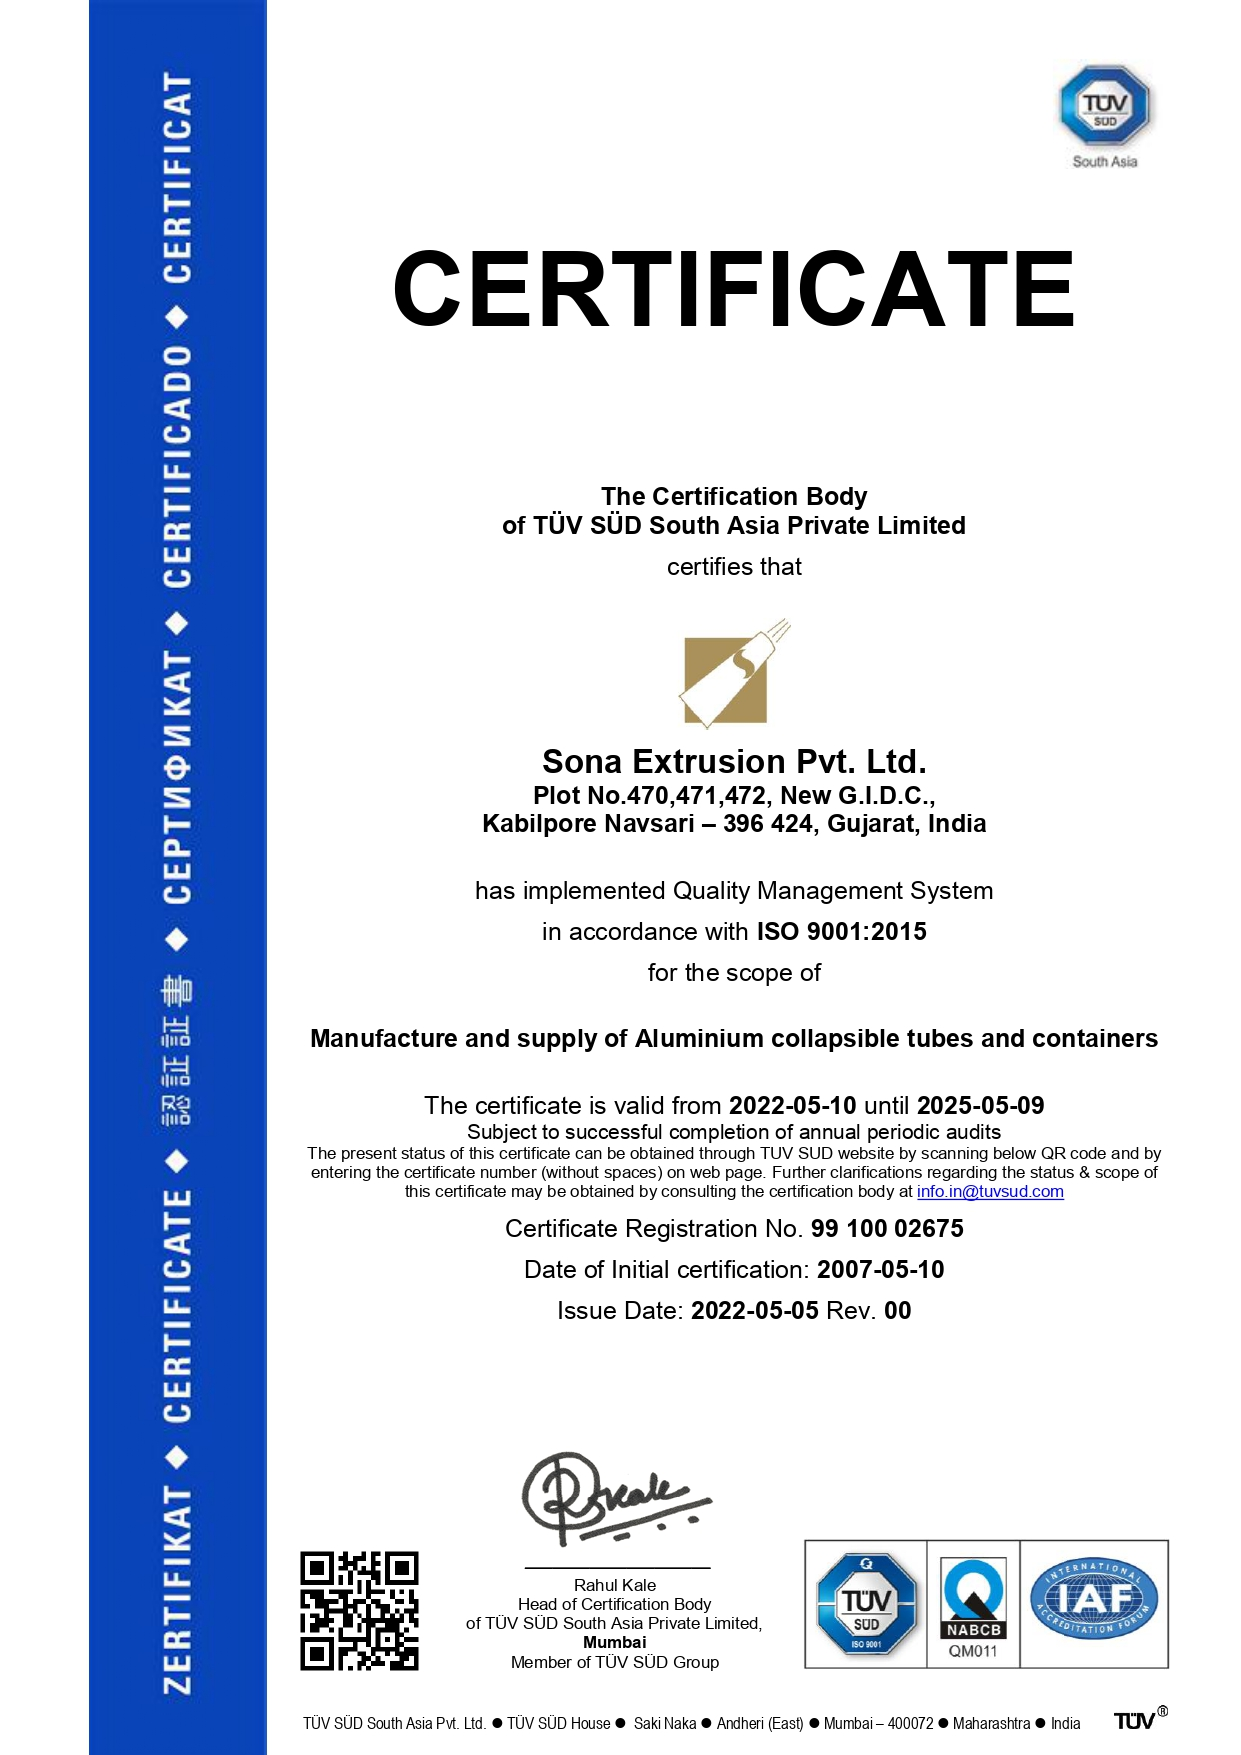 ZERTIFIKAT ◆ CERTIFICATE ◆ 認証証書 ◆ СЕРТИФИКАТ ◆ CERTIFICADO ◆ CERTIFICAT
TÜV
SÜD
South Asia
CERTIFICATE
The Certification Body
of TÜV SÜD South Asia Private Limited
certifies that
Sona Extrusion Pvt. Ltd.
Plot No.470,471,472, New G.I.D.C.,
Kabilpore Navsari – 396 424, Gujarat, India
has implemented Quality Management System
in accordance with ISO 9001:2015
for the scope of
Manufacture and supply of Aluminium collapsible tubes and containers
The certificate is valid from 2022-05-10 until 2025-05-09
Subject to successful completion of annual periodic audits
The present status of this certificate can be obtained through TUV SUD website by scanning below QR code and by
entering the certificate number (without spaces) on web page. Further clarifications regarding the status & scope of
this certificate may be obtained by consulting the certification body at info.in@tuvsud.com
Certificate Registration No. 99 100 02675
Date of Initial certification: 2007-05-10
Issue Date: 2022-05-05 Rev. 00
RKale
Rahul Kale
Head of Certification Body
of TÜV SÜD South Asia Private Limited,
Mumbai
Member of TÜV SÜD Group
Q
TÜV
SÜD
ISO 9001
NABCB
QM011
INTERNATIONAL
IAF
ACCREDITATION FORUM
TÜV SÜD South Asia Pvt. Ltd. ● TÜV SÜD House ● Saki Naka ● Andheri (East) ● Mumbai – 400072 ● Maharashtra ● India
TÜV®